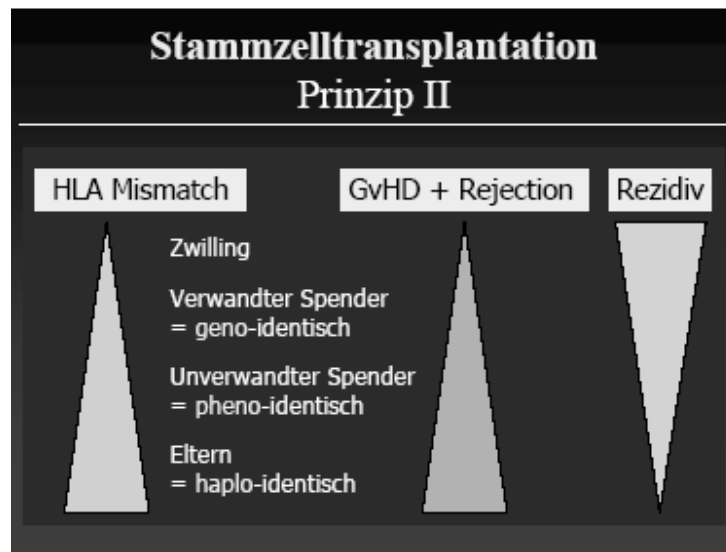 Stammzelltransplantation
Prinzip II
HLA Mismatch
GvHD + Rejection
Rezidiv
Zwilling
Verwandter Spender
= geno-identisch
Unverwandter Spender
= pheno-identisch
Eltern
= haplo-identisch